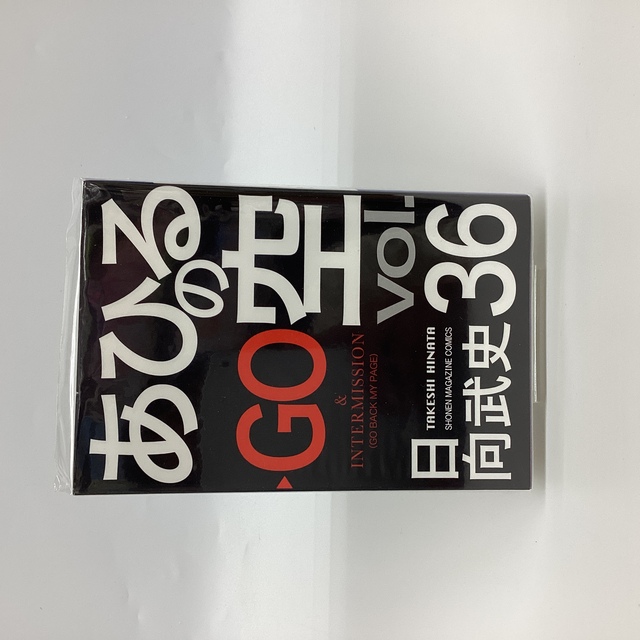 あひる
の空
▶GO
&
INTERMISSION
(GO BACK MY PAGE)
vol.
36
日向武史
TAKESHI HINATA
SHONEN MAGAZINE COMICS